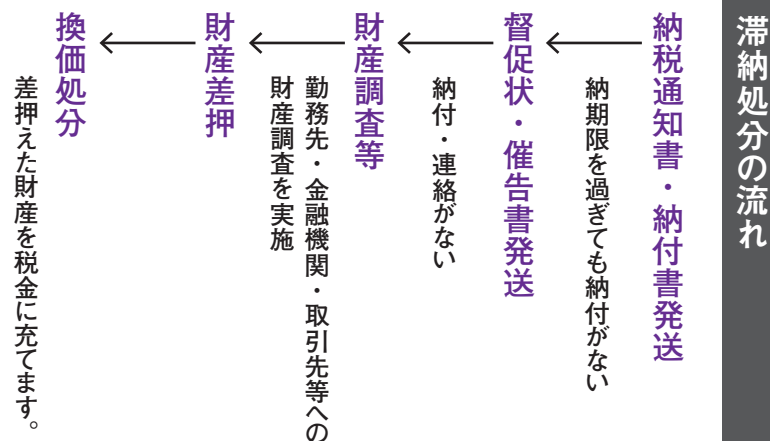 滞納処分の流れ
納税通知書・納付書発送
納期限を過ぎても納付がない
督促状・催告書発送
納付・連絡がない
財産調査等
勤務先・金融機関・取引先等への
財産調査を実施
財産差押
換価処分
差押えた財産を税金に充てます。